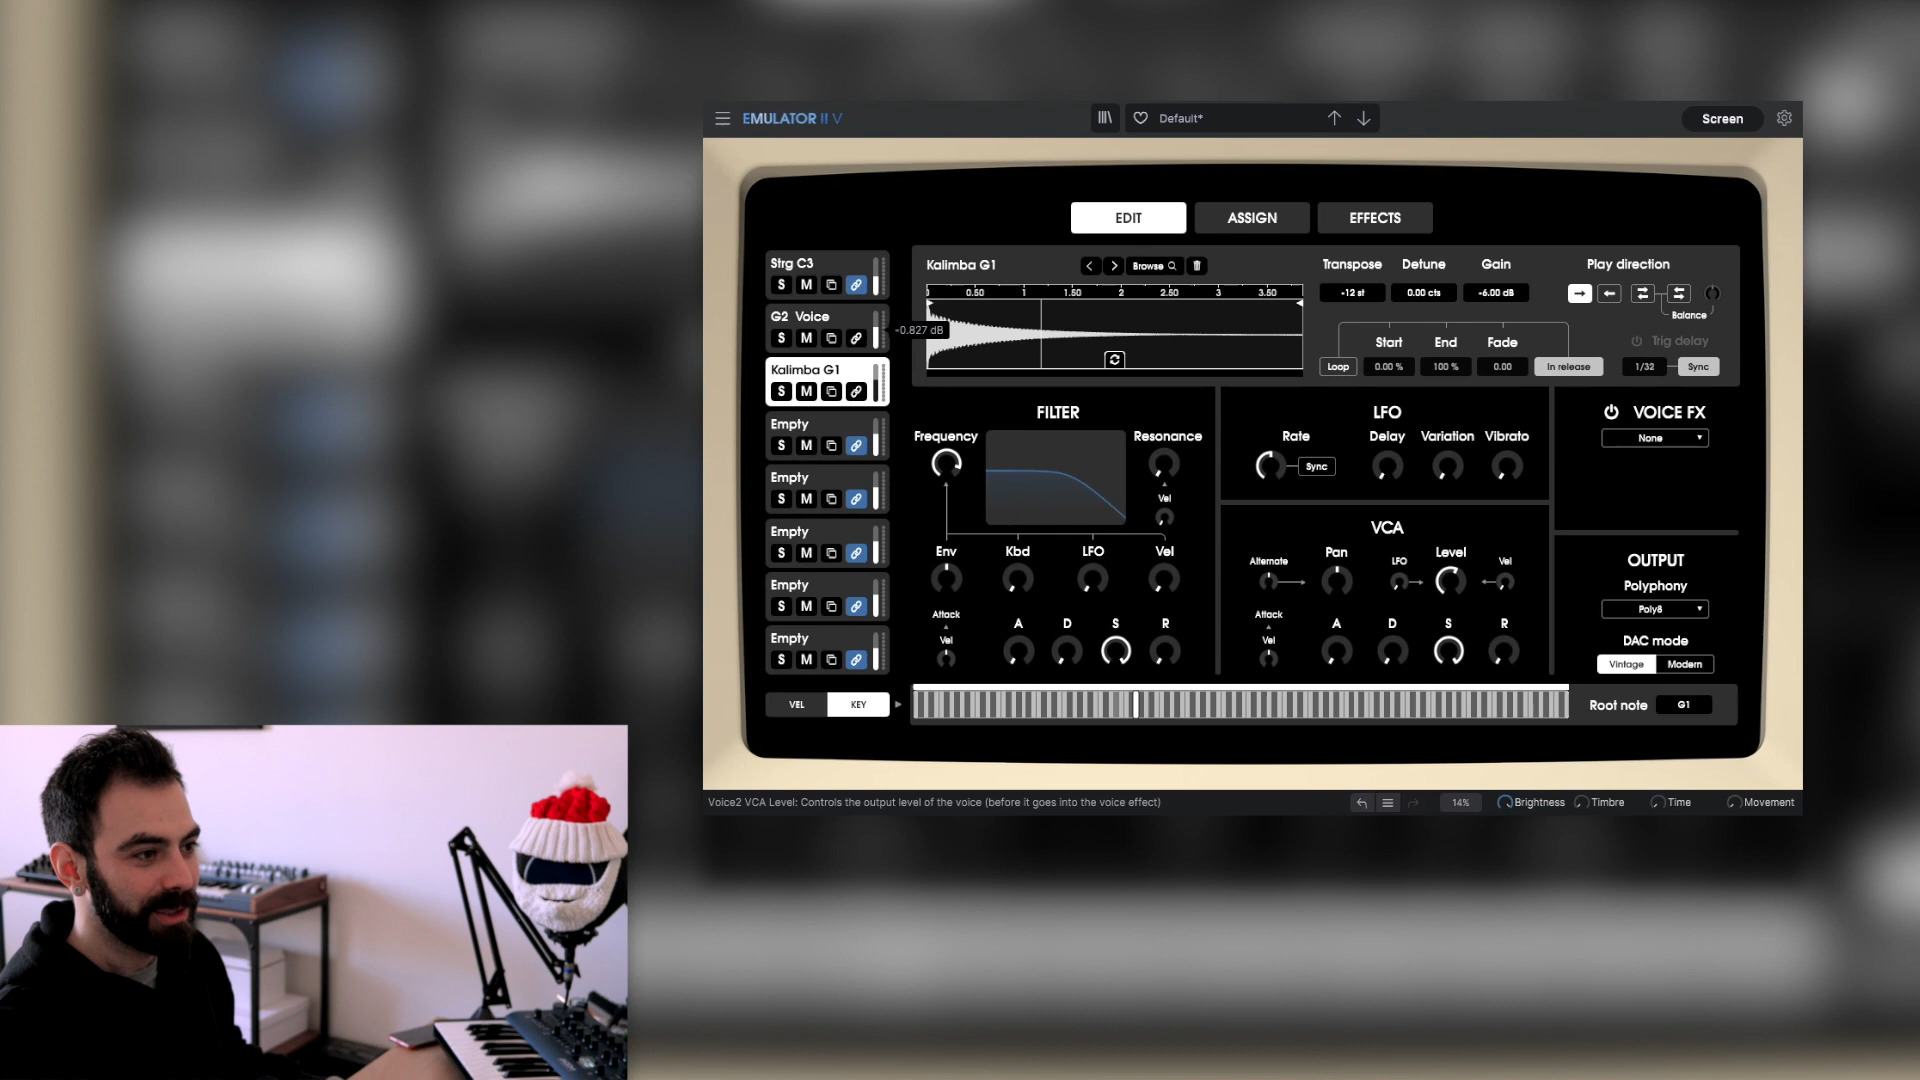 EMULATOR II V
Default*
Screen
EDIT
ASSIGN
EFFECTS
Strg C3
S M
G2 Voice
S M
-0.827 dB
Kalimba G1
S M
Empty
S M
Empty
S M
Empty
S M
Empty
S M
Empty
S M
VEL
KEY
Kalimba G1
Browse
0 0.50 1 1.50 2 2.50 3 3.50
Transpose Detune Gain
-12 st 0.00 cts -6.00 dB
Play direction
Balance
Start End Fade
Loop 0.00 % 100 % 0.00 In release
Trig delay
1/32 Sync
FILTER
Frequency
Resonance
Vel
Env Kbd LFO Vel
Attack
Vel
A D S R
LFO
Rate Delay Variation Vibrato
Sync
VCA
Alternate Pan LFO Level Vel
Attack
Vel
A D S R
VOICE FX
None
OUTPUT
Polyphony
Poly8
DAC mode
Vintage Modern
Root note G1
Voice2 VCA Level: Controls the output level of the voice (before it goes into the voice effect)
14%
Brightness
Timbre
Time
Movement